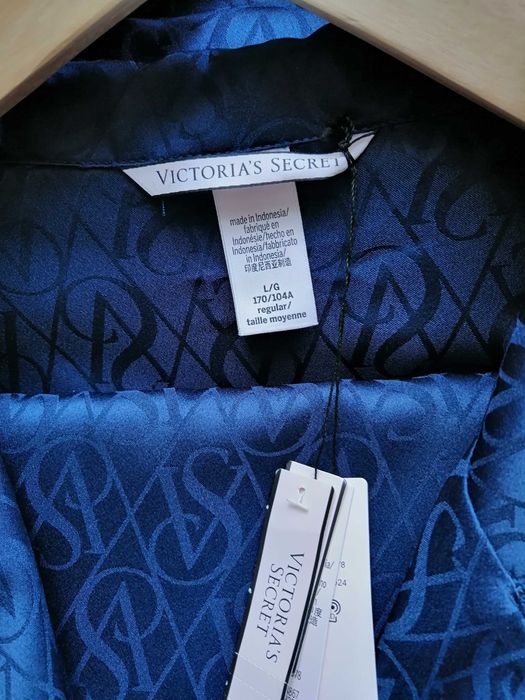 VICTORIA'S SECRET
made in Indonesia/
fabriqué en
Indonésie/hecho en
Indonesia/fabbricato
in Indonesia/
印度尼西亚制造
L/G
170/104A
regular/
taille moyenne
VICTORIA'S
SECRET